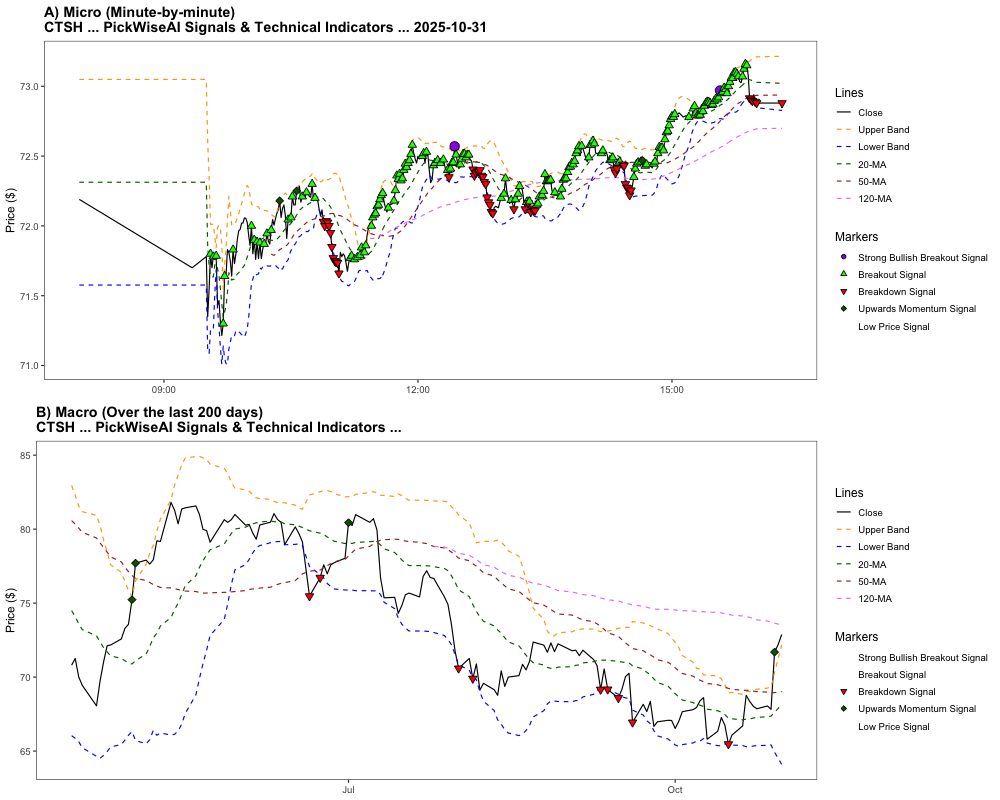 A) Micro (Minute-by-minute)
CTSH ... PickWiseAI Signals & Technical Indicators ... 2025-10-31
Price ($)
73.0
72.5
72.0
71.5
71.0
09:00
12:00
15:00
Lines
Close
Upper Band
Lower Band
20-MA
50-MA
120-MA
Markers
Strong Bullish Breakout Signal
Breakout Signal
Breakdown Signal
Upwards Momentum Signal
Low Price Signal
B) Macro (Over the last 200 days)
CTSH ... PickWiseAI Signals & Technical Indicators ...
Price ($)
85
80
75
70
65
Jul
Oct
Lines
Close
Upper Band
Lower Band
20-MA
50-MA
120-MA
Markers
Strong Bullish Breakout Signal
Breakout Signal
Breakdown Signal
Upwards Momentum Signal
Low Price Signal